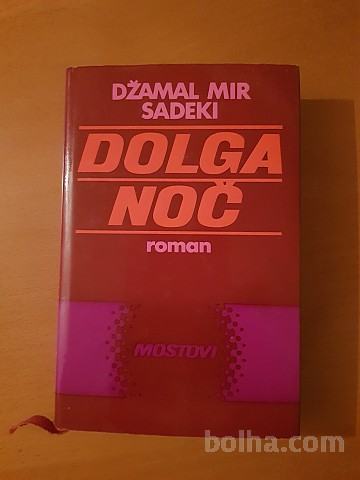 DŽAMAL MIR
SADEKI
DOLGA
NOČ
roman
MOSTOVI
bolha.com